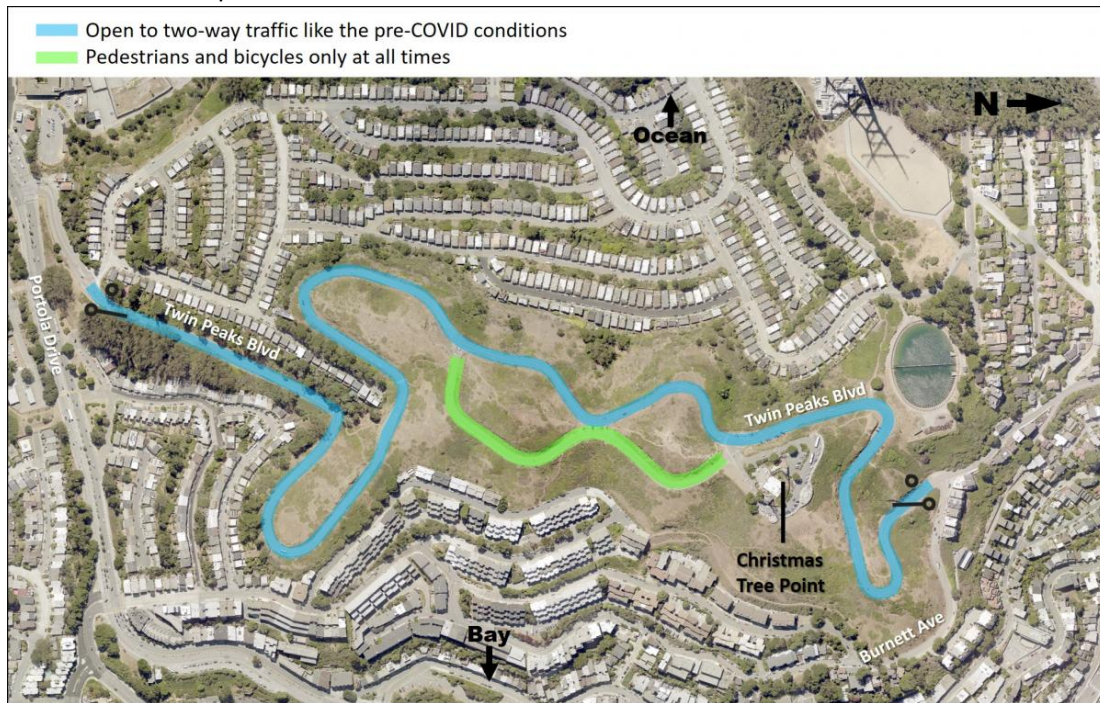 Open to two-way traffic like the pre-COVID conditions
Pedestrians and bicycles only at all times
N
Ocean
Portola Drive
Twin Peaks Blvd
Twin Peaks Blvd
Christmas
Tree Point
Burnett Ave
Bay